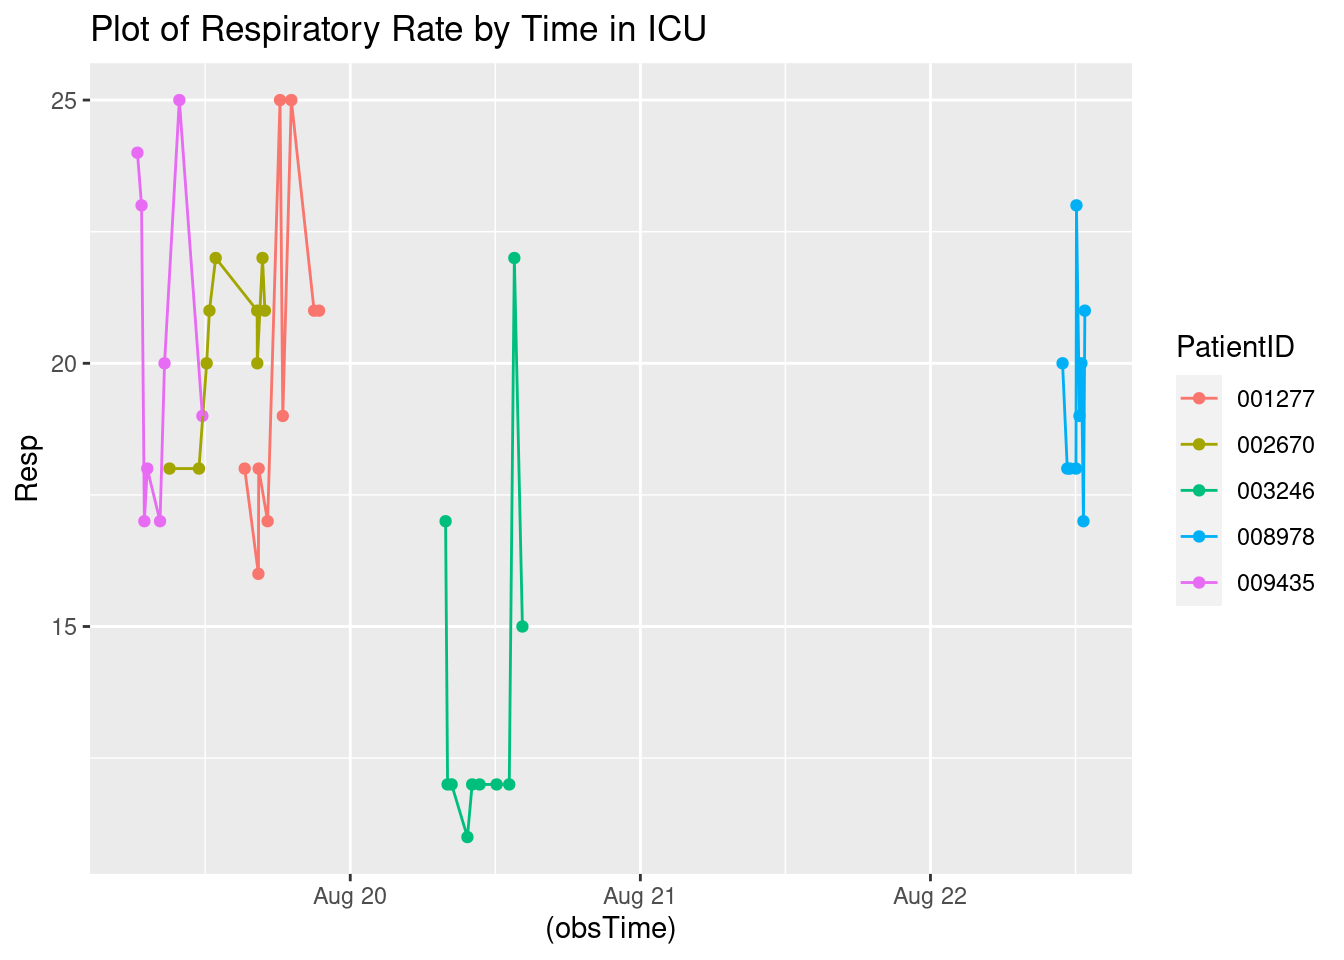 Plot of Respiratory Rate by Time in ICU
25
20
15
Resp
Aug 20
Aug 21
Aug 22
(obsTime)
PatientID
001277
002670
003246
008978
009435